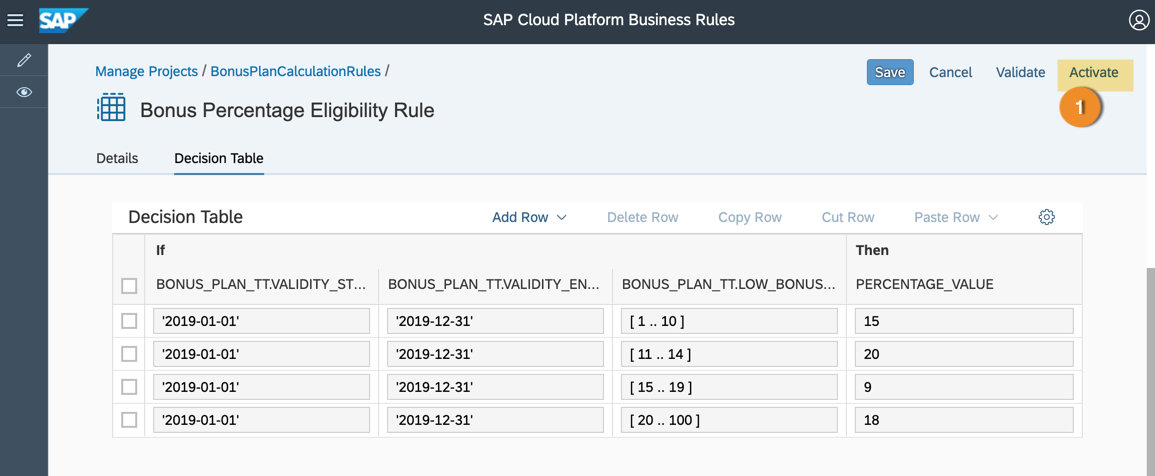 SAP
SAP Cloud Platform Business Rules
Manage Projects / BonusPlanCalculationRules /
Save Cancel Validate Activate
1
Bonus Percentage Eligibility Rule
Details Decision Table
Decision Table Add Row Delete Row Copy Row Cut Row Paste Row
If Then
BONUS_PLAN_TT.VALIDITY_ST... BONUS_PLAN_TT.VALIDITY_EN... BONUS_PLAN_TT.LOW_BONUS... PERCENTAGE_VALUE
'2019-01-01' '2019-12-31' [ 1 .. 10 ] 15
'2019-01-01' '2019-12-31' [ 11 .. 14 ] 20
'2019-01-01' '2019-12-31' [ 15 .. 19 ] 9
'2019-01-01' '2019-12-31' [ 20 .. 100 ] 18